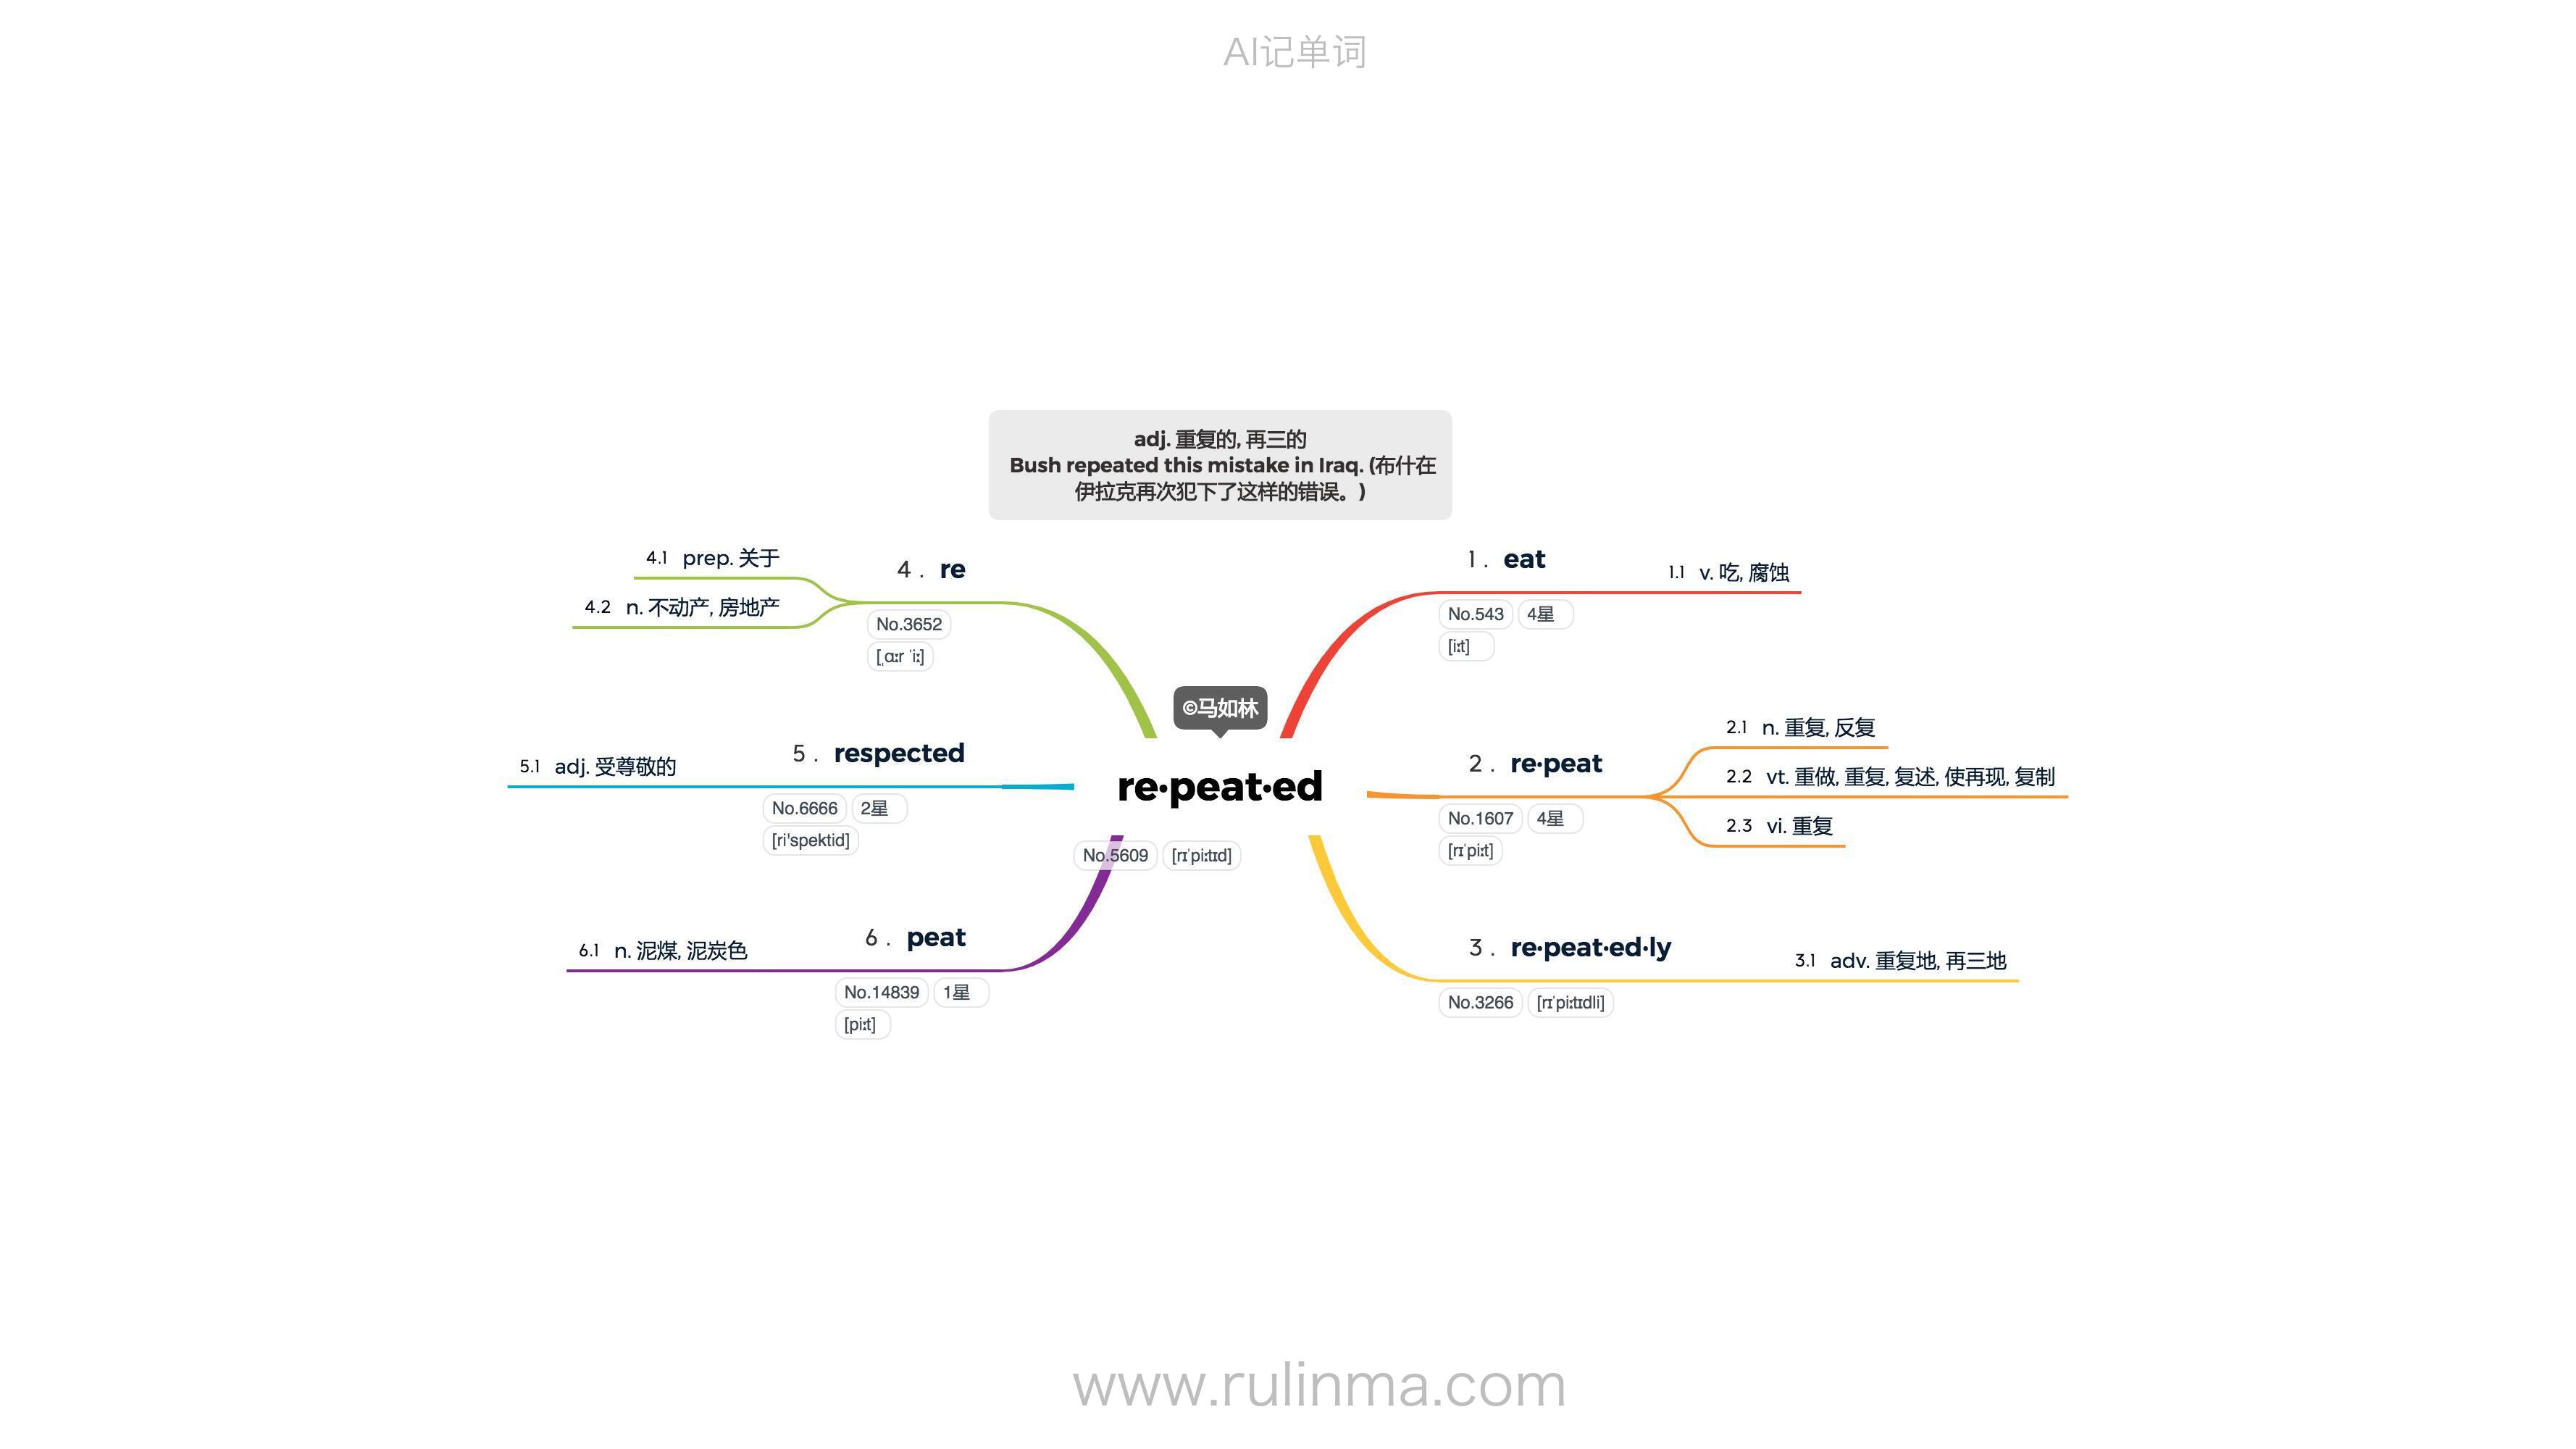 AI记单词
adj. 重复的, 再三的
Bush repeated this mistake in Iraq. (布什在
伊拉克再次犯下了这样的错误。)
©马如林
re·peat·ed
No.5609 [rɪˈpiːtɪd]
1. eat
No.543 4星
[iːt]
1.1 v. 吃, 腐蚀
2. re·peat
No.1607 4星
[rɪˈpiːt]
2.1 n. 重复, 反复
2.2 vt. 重做, 重复, 复述, 使再现, 复制
2.3 vi. 重复
3. re·peat·ed·ly
No.3266 [rɪˈpiːtɪdli]
3.1 adv. 重复地, 再三地
4. re
No.3652
[ˌɑːr ˈiː]
4.1 prep. 关于
4.2 n. 不动产, 房地产
5. respected
No.6666 2星
[ri'spektid]
5.1 adj. 受尊敬的
6. peat
No.14839 1星
[piːt]
6.1 n. 泥煤, 泥炭色
www.rulinma.com